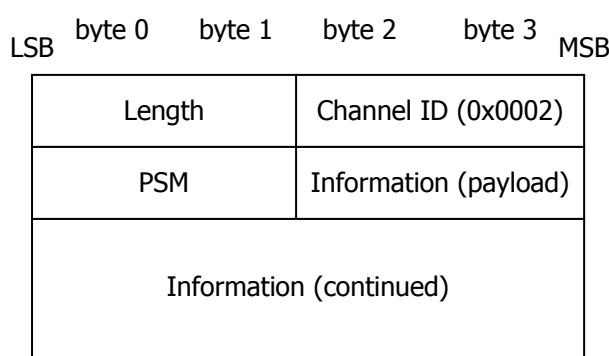 byte 0 byte 1 byte 2 byte 3
LSB MSB
Length Channel ID (0x0002)
PSM Information (payload)
Information (continued)